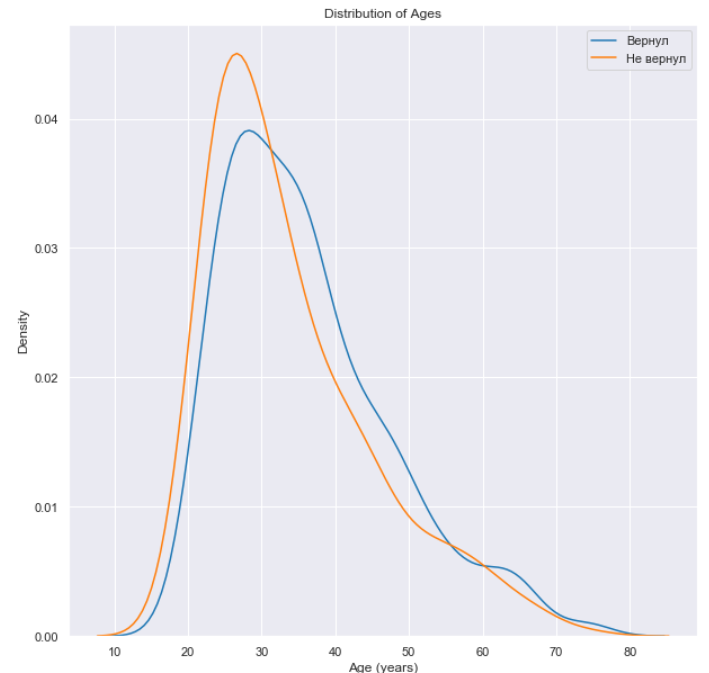 Distribution of Ages
Вернул
Не вернул
0.04
0.03
0.02
0.01
0.00
Density
10 20 30 40 50 60 70 80
Age (years)